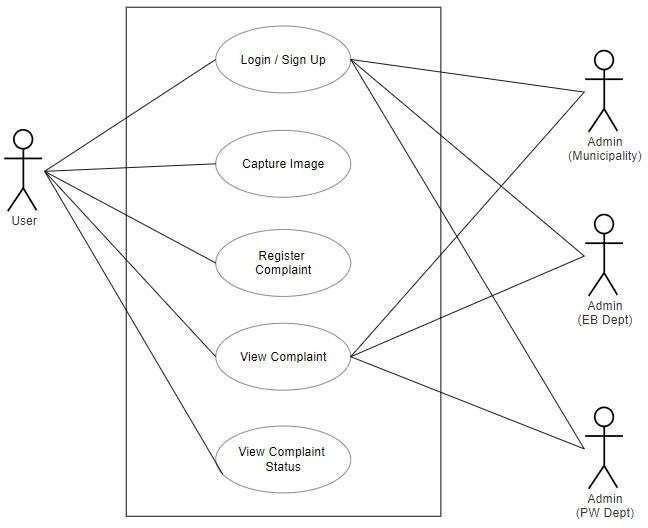 Login / Sign Up
Capture Image
Register
Complaint
View Complaint
View Complaint
Status
User
Admin
(Municipality)
Admin
(EB Dept)
Admin
(PW Dept)